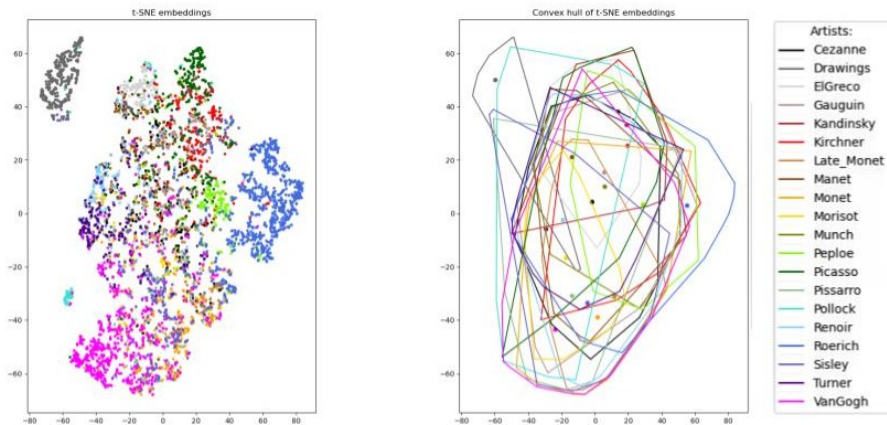 t-SNE embeddings
60
40
20
0
−20
−40
−60
−80 −60 −40 −20 0 20 40 60 80
Convex hull of t-SNE embeddings
60
40
20
0
−20
−40
−60
−80 −60 −40 −20 0 20 40 60 80
Artists:
Cezanne
Drawings
ElGreco
Gauguin
Kandinsky
Kirchner
Late_Monet
Manet
Monet
Morisot
Munch
Peploe
Picasso
Pissarro
Pollock
Renoir
Roerich
Sisley
Turner
VanGogh